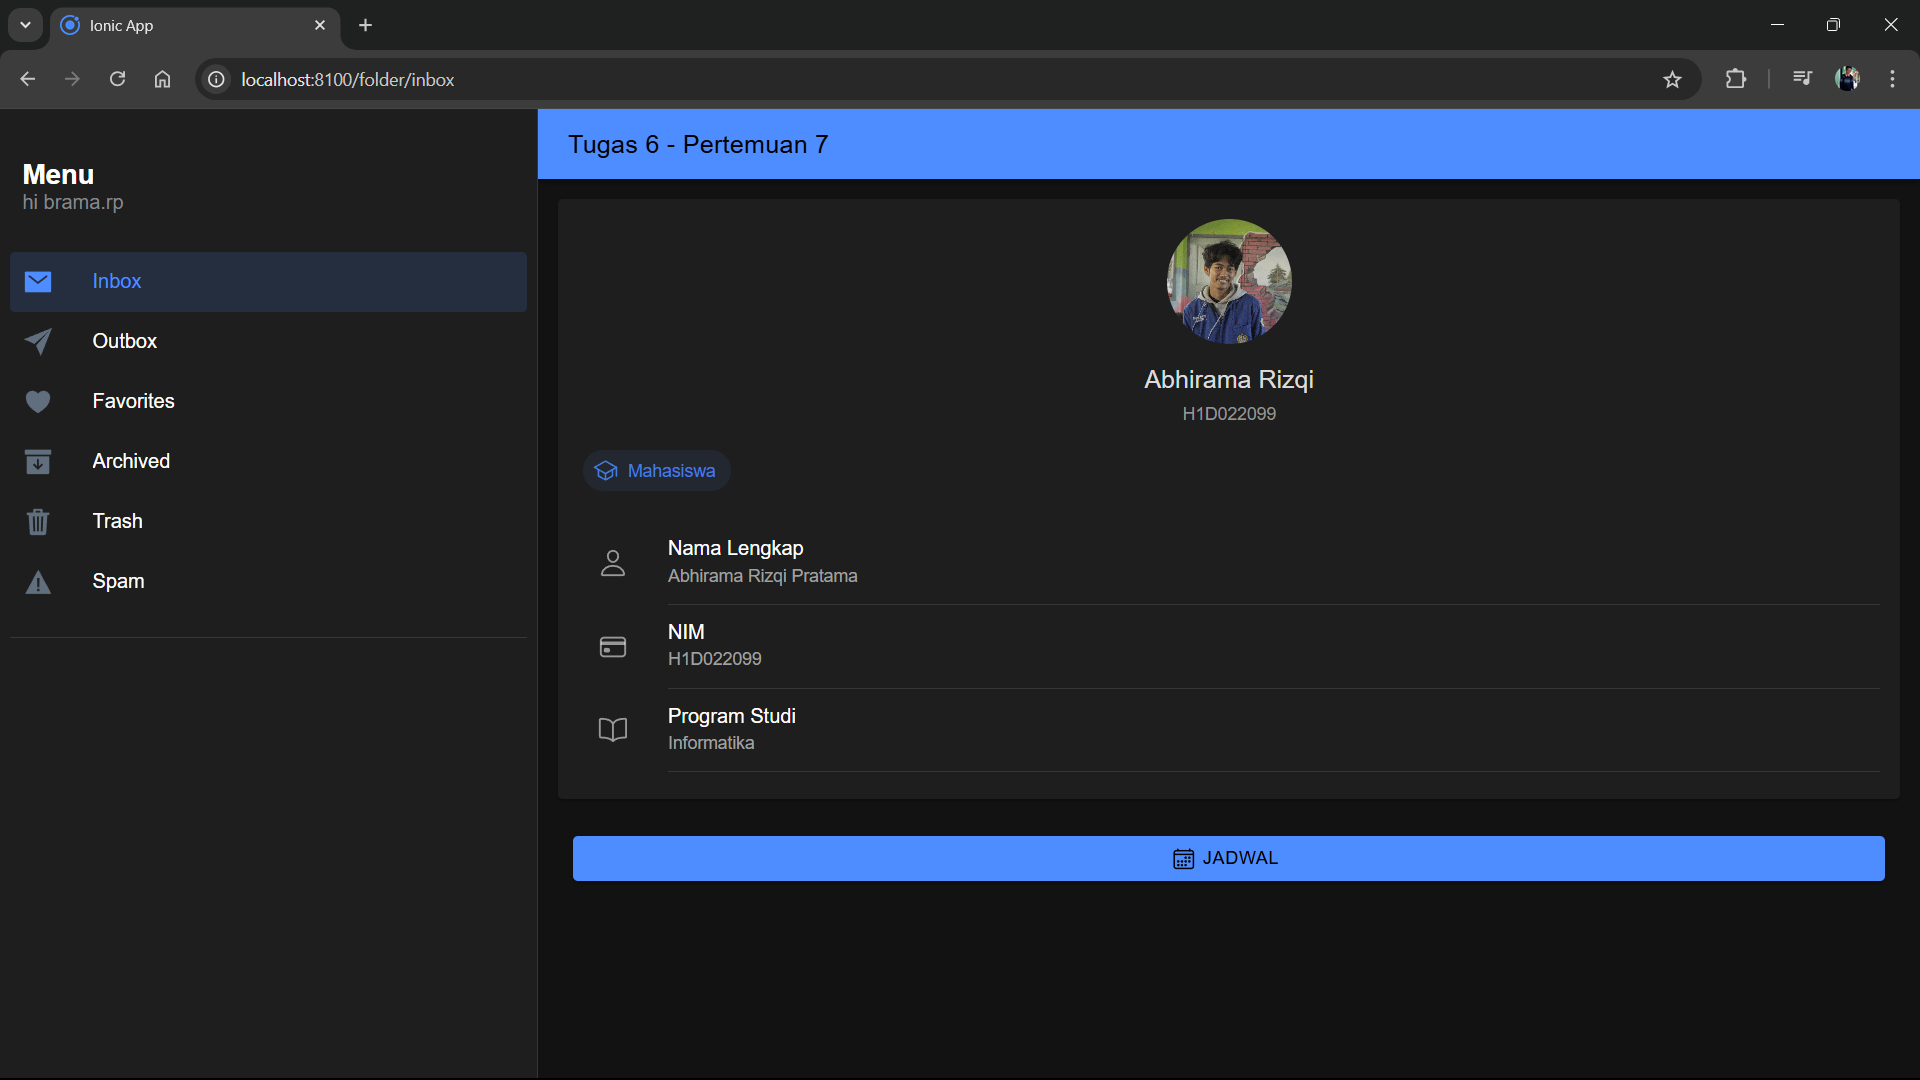 Ionic App
localhost:8100/folder/inbox
Menu
hi brama.rp
Inbox
Outbox
Favorites
Archived
Trash
Spam
Tugas 6 - Pertemuan 7
Abhirama Rizqi
H1D022099
Mahasiswa
Nama Lengkap
Abhirama Rizqi Pratama
NIM
H1D022099
Program Studi
Informatika
JADWAL